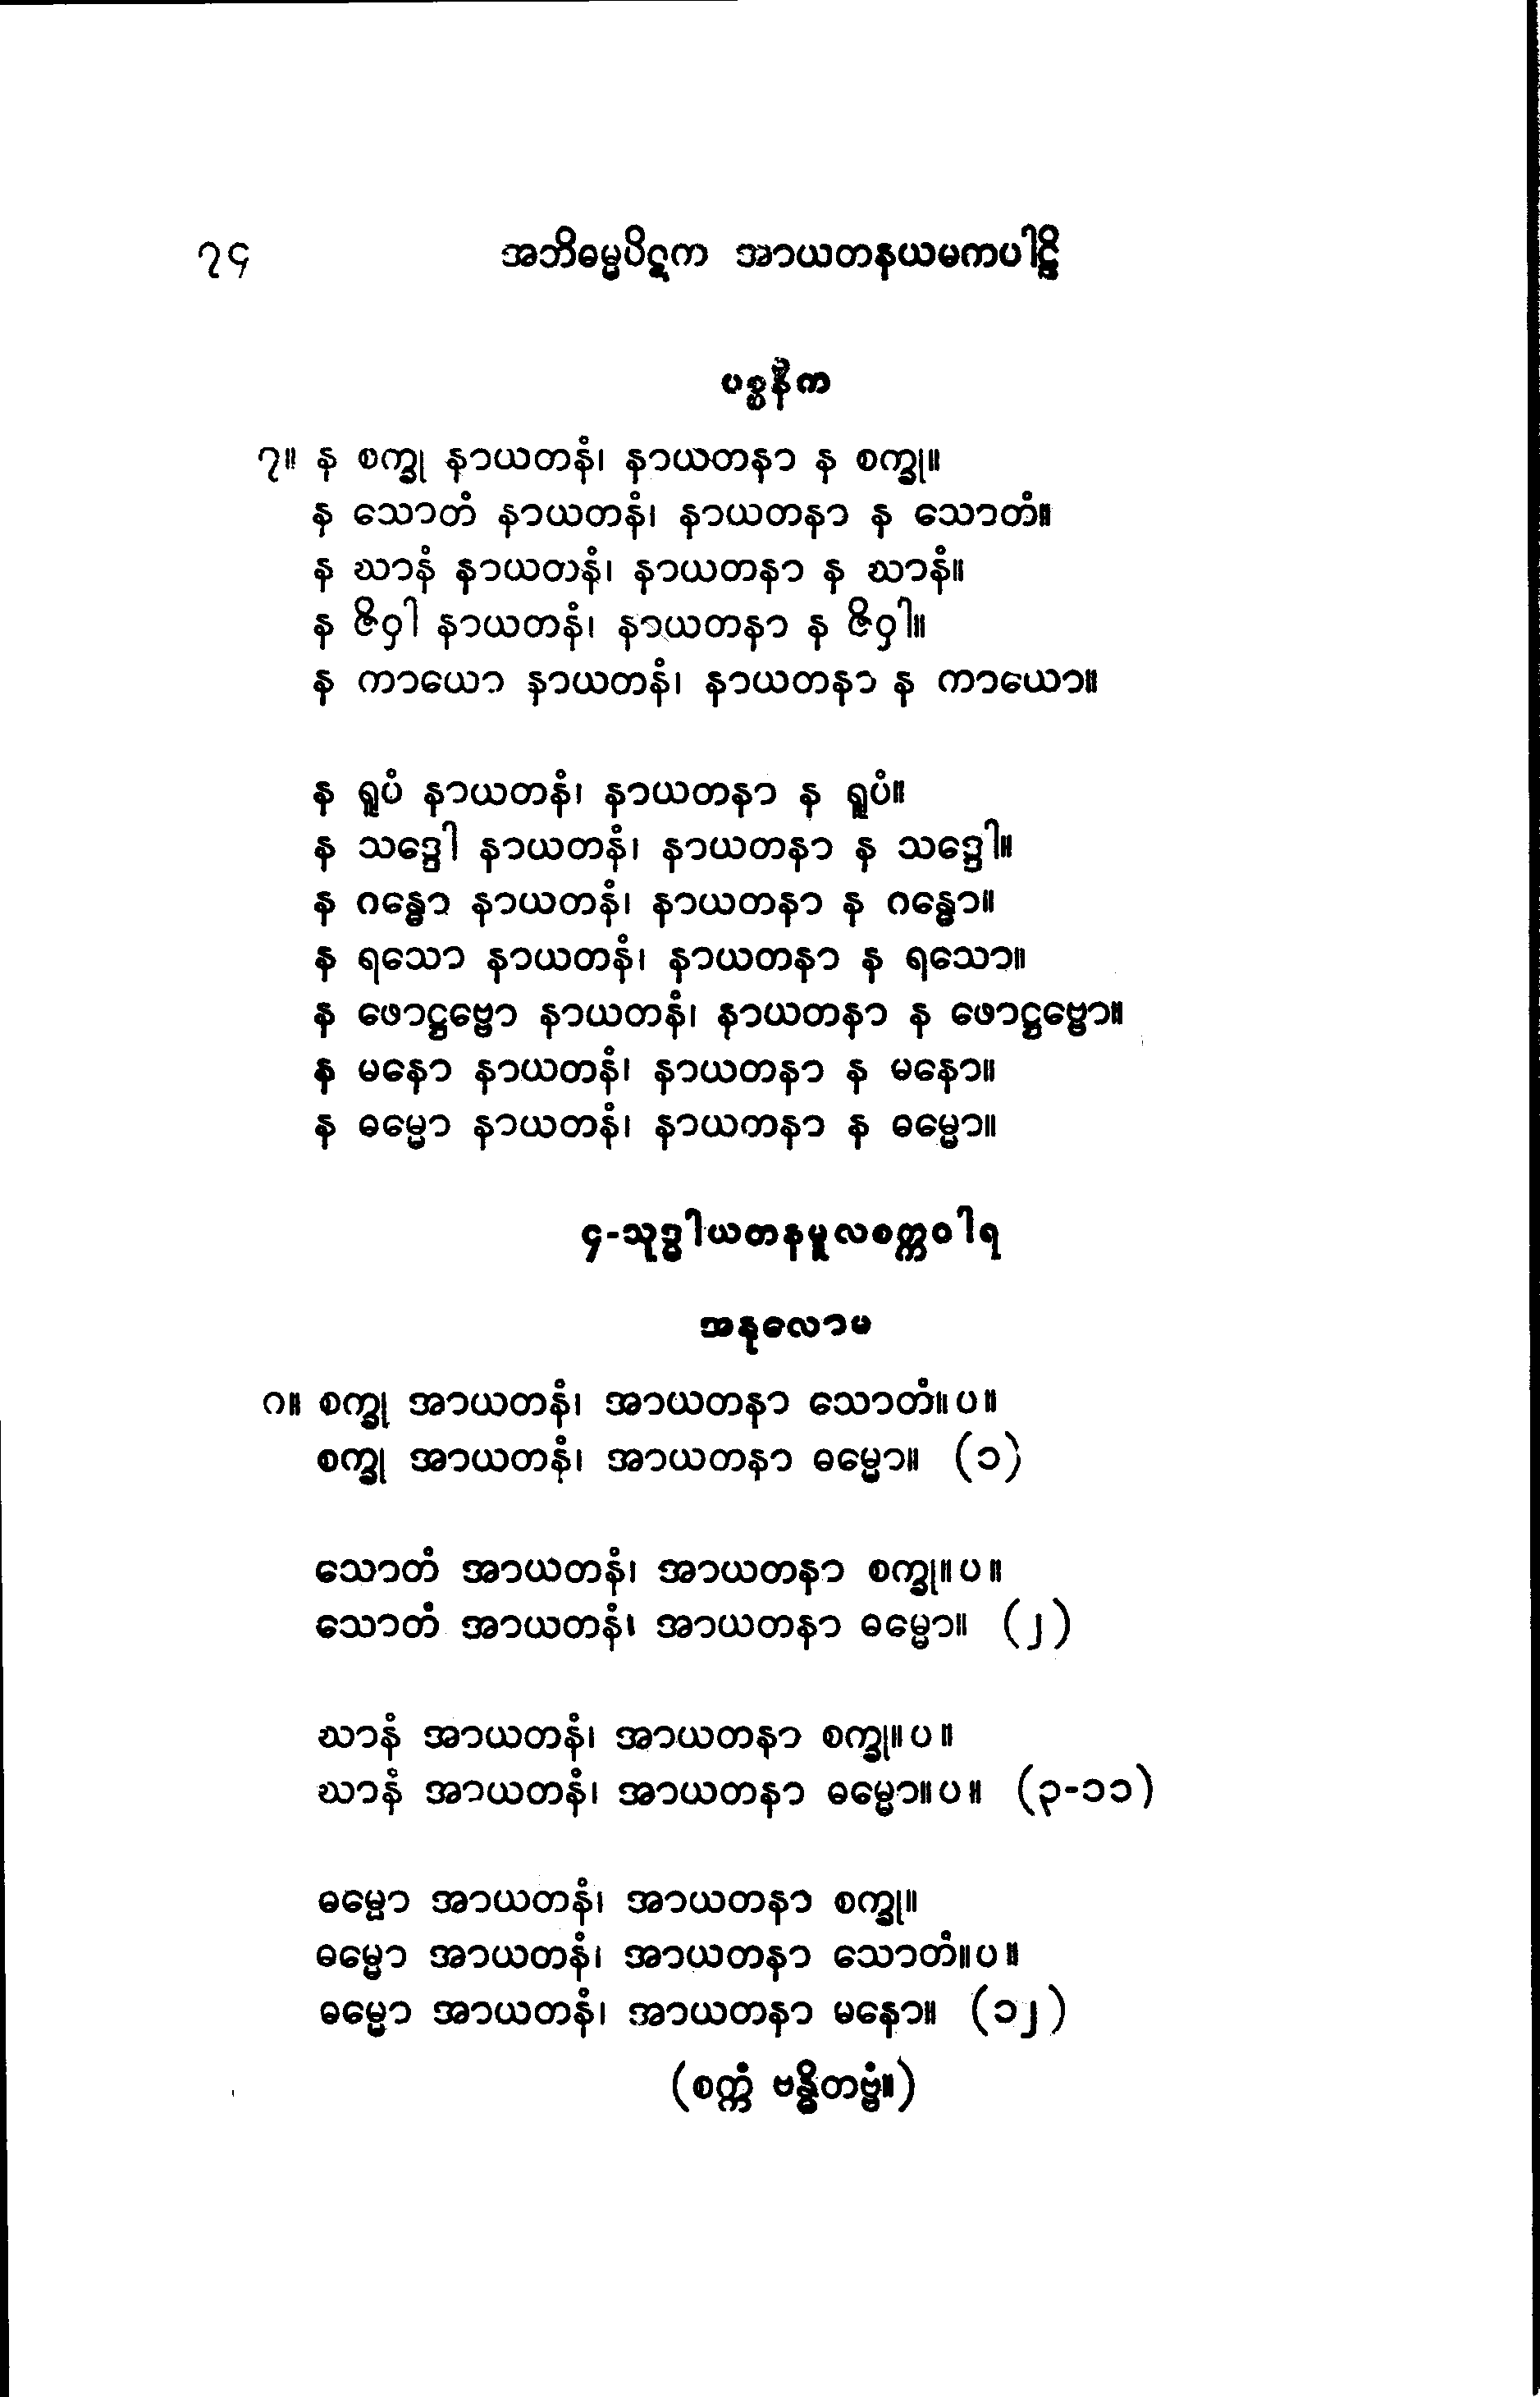 ၇၄ အဘိဓမ္မပိဋက အာယတနယမကပါဠိ
ပစ္စနီက
၇။ န စက္ခု နာယတနံ၊ နာယတနာ န စက္ခု။
န သောတံ နာယတနံ၊ နာယတနာ န သောတံ။
န ဃာနံ နာယတနံ၊ နာယတနာ န ဃာနံ။
န ဇိဝှါ နာယတနံ၊ နာယတနာ န ဇိဝှါ။
န ကာယော နာယတနံ၊ နာယတနာ န ကာယော။
န ရူပံ နာယတနံ၊ နာယတနာ န ရူပံ။
န သဒ္ဒေါ နာယတနံ၊ နာယတနာ န သဒ္ဒေါ။
န ဂန္ဓော နာယတနံ၊ နာယတနာ န ဂန္ဓော။
န ရသော နာယတနံ၊ နာယတနာ န ရသော။
န ဖောဋ္ဌဗ္ဗော နာယတနံ၊ နာယတနာ န ဖောဋ္ဌဗ္ဗော။
န မနော နာယတနံ၊ နာယတနာ န မနော။
န ဓမ္မော နာယတနံ၊ နာယတနာ န ဓမ္မော။
၄-သုဒ္ဓါယတနမူလစက္ကဝါရ
အနုလောမ
၈။ စက္ခု အာယတနံ၊ အာယတနာ သောတံ။ ပ။
စက္ခု အာယတနံ၊ အာယတနာ ဓမ္မော။ (၁)
သောတံ အာယတနံ၊ အာယတနာ စက္ခု။ ပ။
သောတံ အာယတနံ၊ အာယတနာ ဓမ္မော။ (၂)
ဃာနံ အာယတနံ၊ အာယတနာ စက္ခု။ ပ။
ဃာနံ အာယတနံ၊ အာယတနာ ဓမ္မော။ ပ။ (၃-၁၁)
ဓမ္မော အာယတနံ၊ အာယတနာ စက္ခု။
ဓမ္မော အာယတနံ၊ အာယတနာ သောတံ။ ပ။
ဓမ္မော အာယတနံ၊ အာယတနာ မနော။ (၁၂)
(စက္ကံ ဗန္ဓိတဗ္ဗံ။)